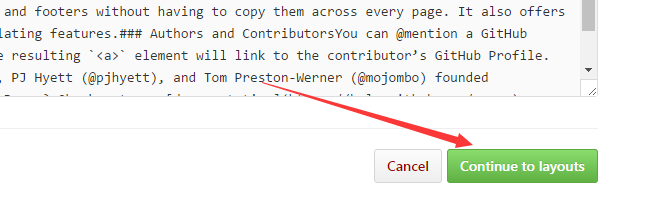 and footers without having to copy them across every page. It also offers
lating features.### Authors and ContributorsYou can @mention a GitHub
e resulting `<a>` element will link to the contributor’s GitHub Profile.
, PJ Hyett (@pjhyett), and Tom Preston-Werner (@mojombo) founded
Cancel
Continue to layouts